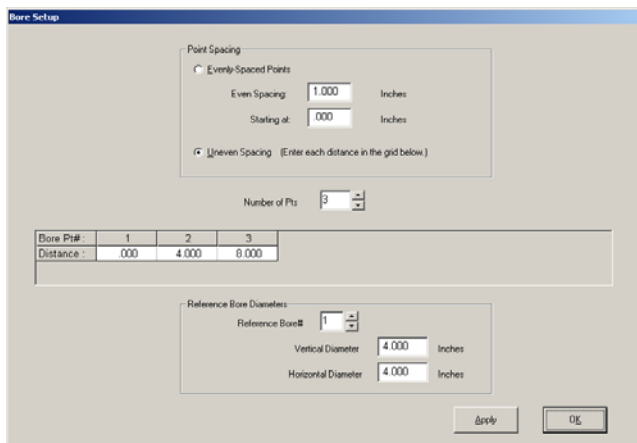 Bore Setup
Point Spacing
Evenly-Spaced Points
Even Spacing: 1.000 Inches
Starting at: .000 Inches
Uneven Spacing (Enter each distance in the grid below.)
Number of Pts 3
Bore Pt# : 1 2 3
Distance : .000 4.000 8.000
Reference Bore Diameters
Reference Bore# 1
Vertical Diameter 4.000 Inches
Horizontal Diameter 4.000 Inches
Apply OK